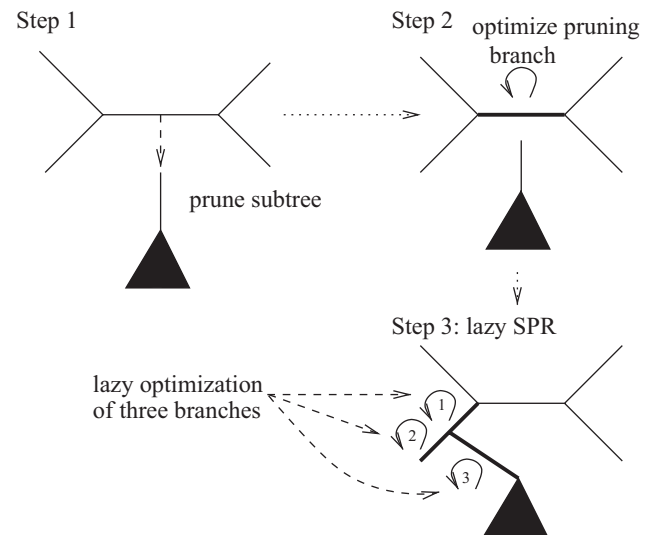 Step 1
Step 2
optimize pruning
branch
prune subtree
Step 3: lazy SPR
lazy optimization
of three branches
1
2
3